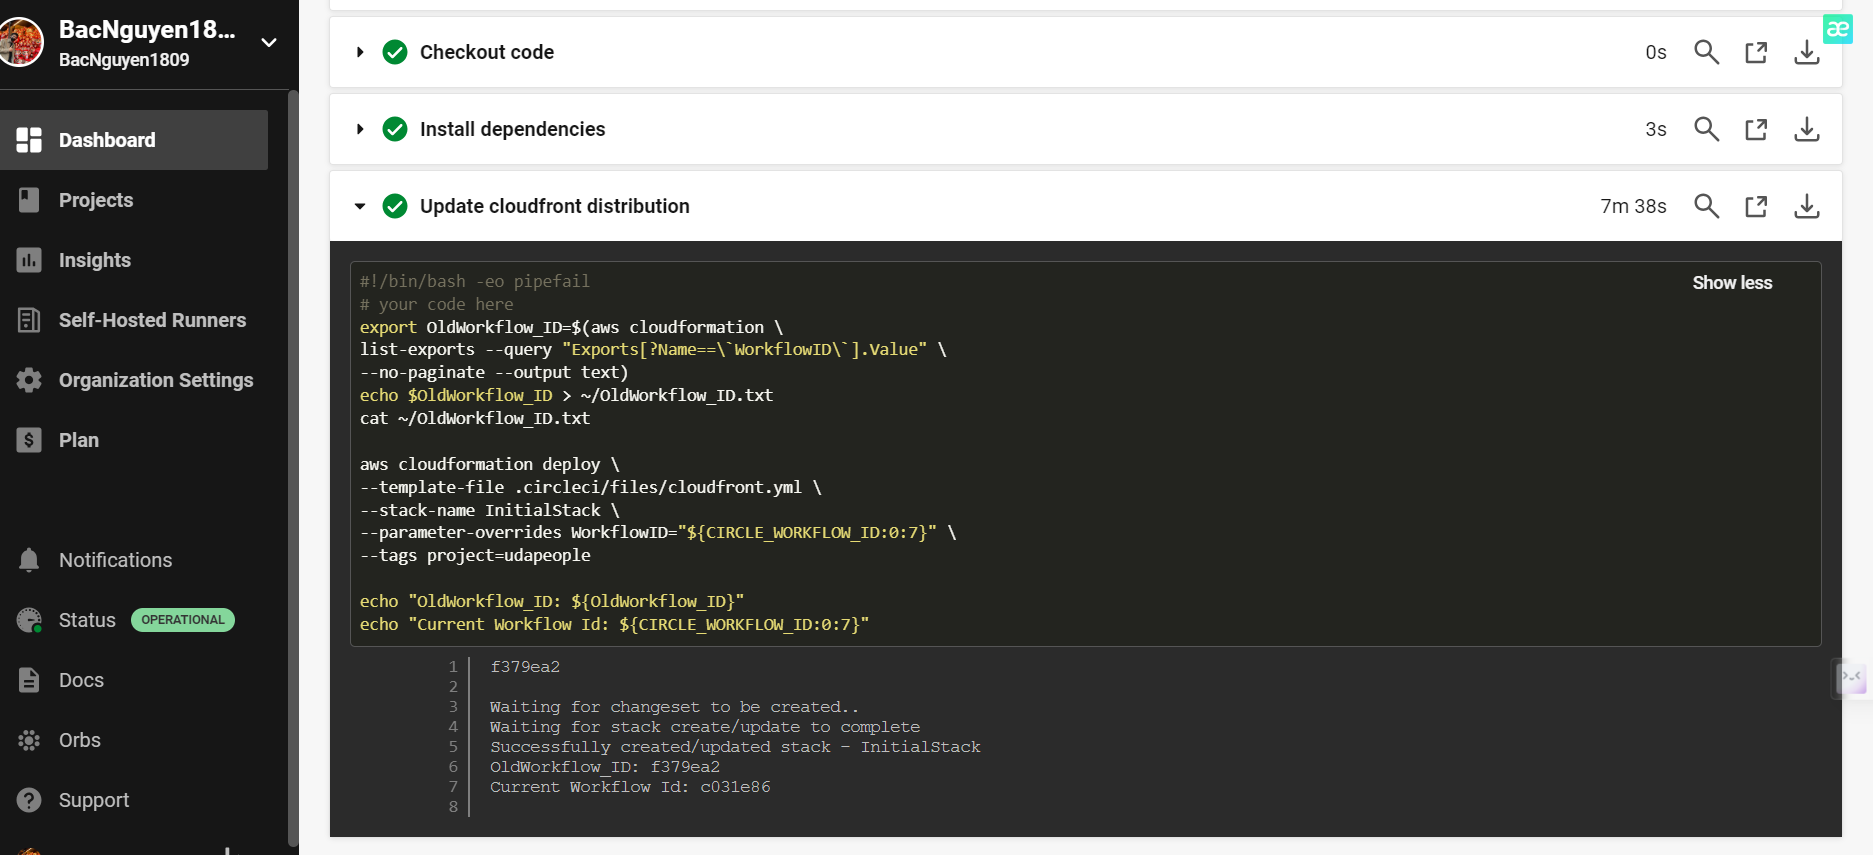 BacNguyen18...
BacNguyen1809
Dashboard
Projects
Insights
Self-Hosted Runners
Organization Settings
Plan
Notifications
Status OPERATIONAL
Docs
Orbs
Support
æ
Checkout code 0s
Install dependencies 3s
Update cloudfront distribution 7m 38s
Show less
#!/bin/bash -eo pipefail
# your code here
export OldWorkflow_ID=$(aws cloudformation \
list-exports --query "Exports[?Name==\`WorkflowID\`].Value" \
--no-paginate --output text)
echo $OldWorkflow_ID > ~/OldWorkflow_ID.txt
cat ~/OldWorkflow_ID.txt
aws cloudformation deploy \
--template-file .circleci/files/cloudfront.yml \
--stack-name InitialStack \
--parameter-overrides WorkflowID="${CIRCLE_WORKFLOW_ID:0:7}" \
--tags project=udapeople
echo "OldWorkflow_ID: ${OldWorkflow_ID}"
echo "Current Workflow Id: ${CIRCLE_WORKFLOW_ID:0:7}"
1 f379ea2
2
3 Waiting for changeset to be created..
4 Waiting for stack create/update to complete
5 Successfully created/updated stack - InitialStack
6 OldWorkflow_ID: f379ea2
7 Current Workflow Id: c031e86
8